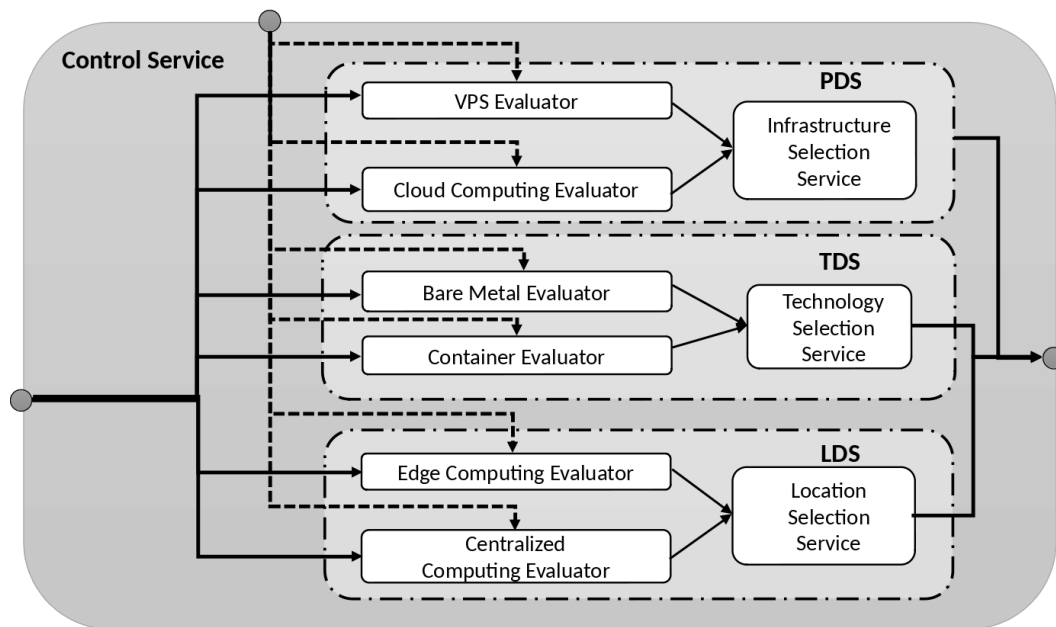 Control Service
PDS
VPS Evaluator
Infrastructure
Selection
Service
Cloud Computing Evaluator
TDS
Bare Metal Evaluator
Technology
Selection
Service
Container Evaluator
LDS
Edge Computing Evaluator
Location
Selection
Service
Centralized
Computing Evaluator